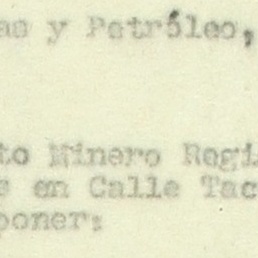 as y Petróleo,
to Minero Regi
s en Calle Tac
poner: